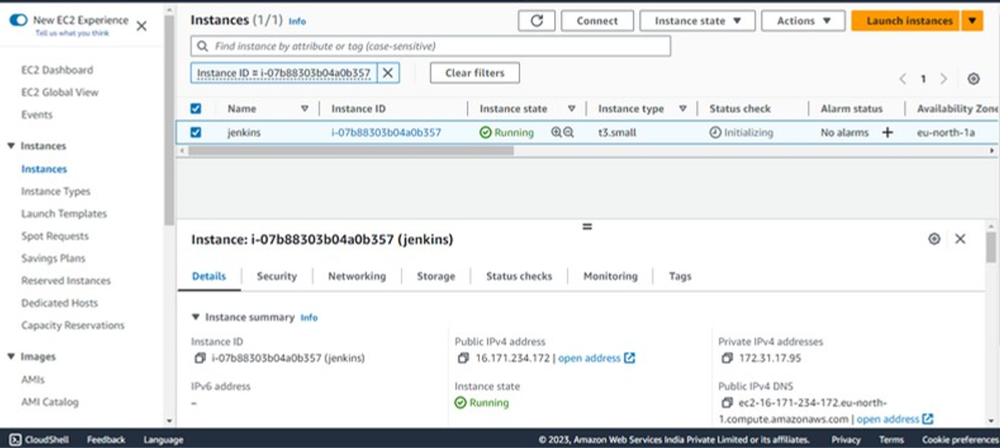 New EC2 Experience
Tell us what you think
EC2 Dashboard
EC2 Global View
Events
Instances
Instances
Instance Types
Launch Templates
Spot Requests
Savings Plans
Reserved Instances
Dedicated Hosts
Capacity Reservations
Images
AMIs
AMI Catalog
Instances (1/1) Info
Connect
Instance state
Actions
Launch instances
Find instance by attribute or tag (case-sensitive)
Instance ID = i-07b88303b04a0b357
Clear filters
1
Name Instance ID Instance state Instance type Status check Alarm status Availability Zone
jenkins i-07b88303b04a0b357 Running t3.small Initializing No alarms + eu-north-1a
Instance: i-07b88303b04a0b357 (jenkins)
Details Security Networking Storage Status checks Monitoring Tags
Instance summary Info
Instance ID
i-07b88303b04a0b357 (jenkins)
Public IPv4 address
16.171.234.172 | open address
Private IPv4 addresses
172.31.17.95
IPv6 address
–
Instance state
Running
Public IPv4 DNS
ec2-16-171-234-172.eu-north-
1.compute.amazonaws.com | open address
CloudShell Feedback Language © 2023, Amazon Web Services India Private Limited or its affiliates. Privacy Terms Cookie preferences